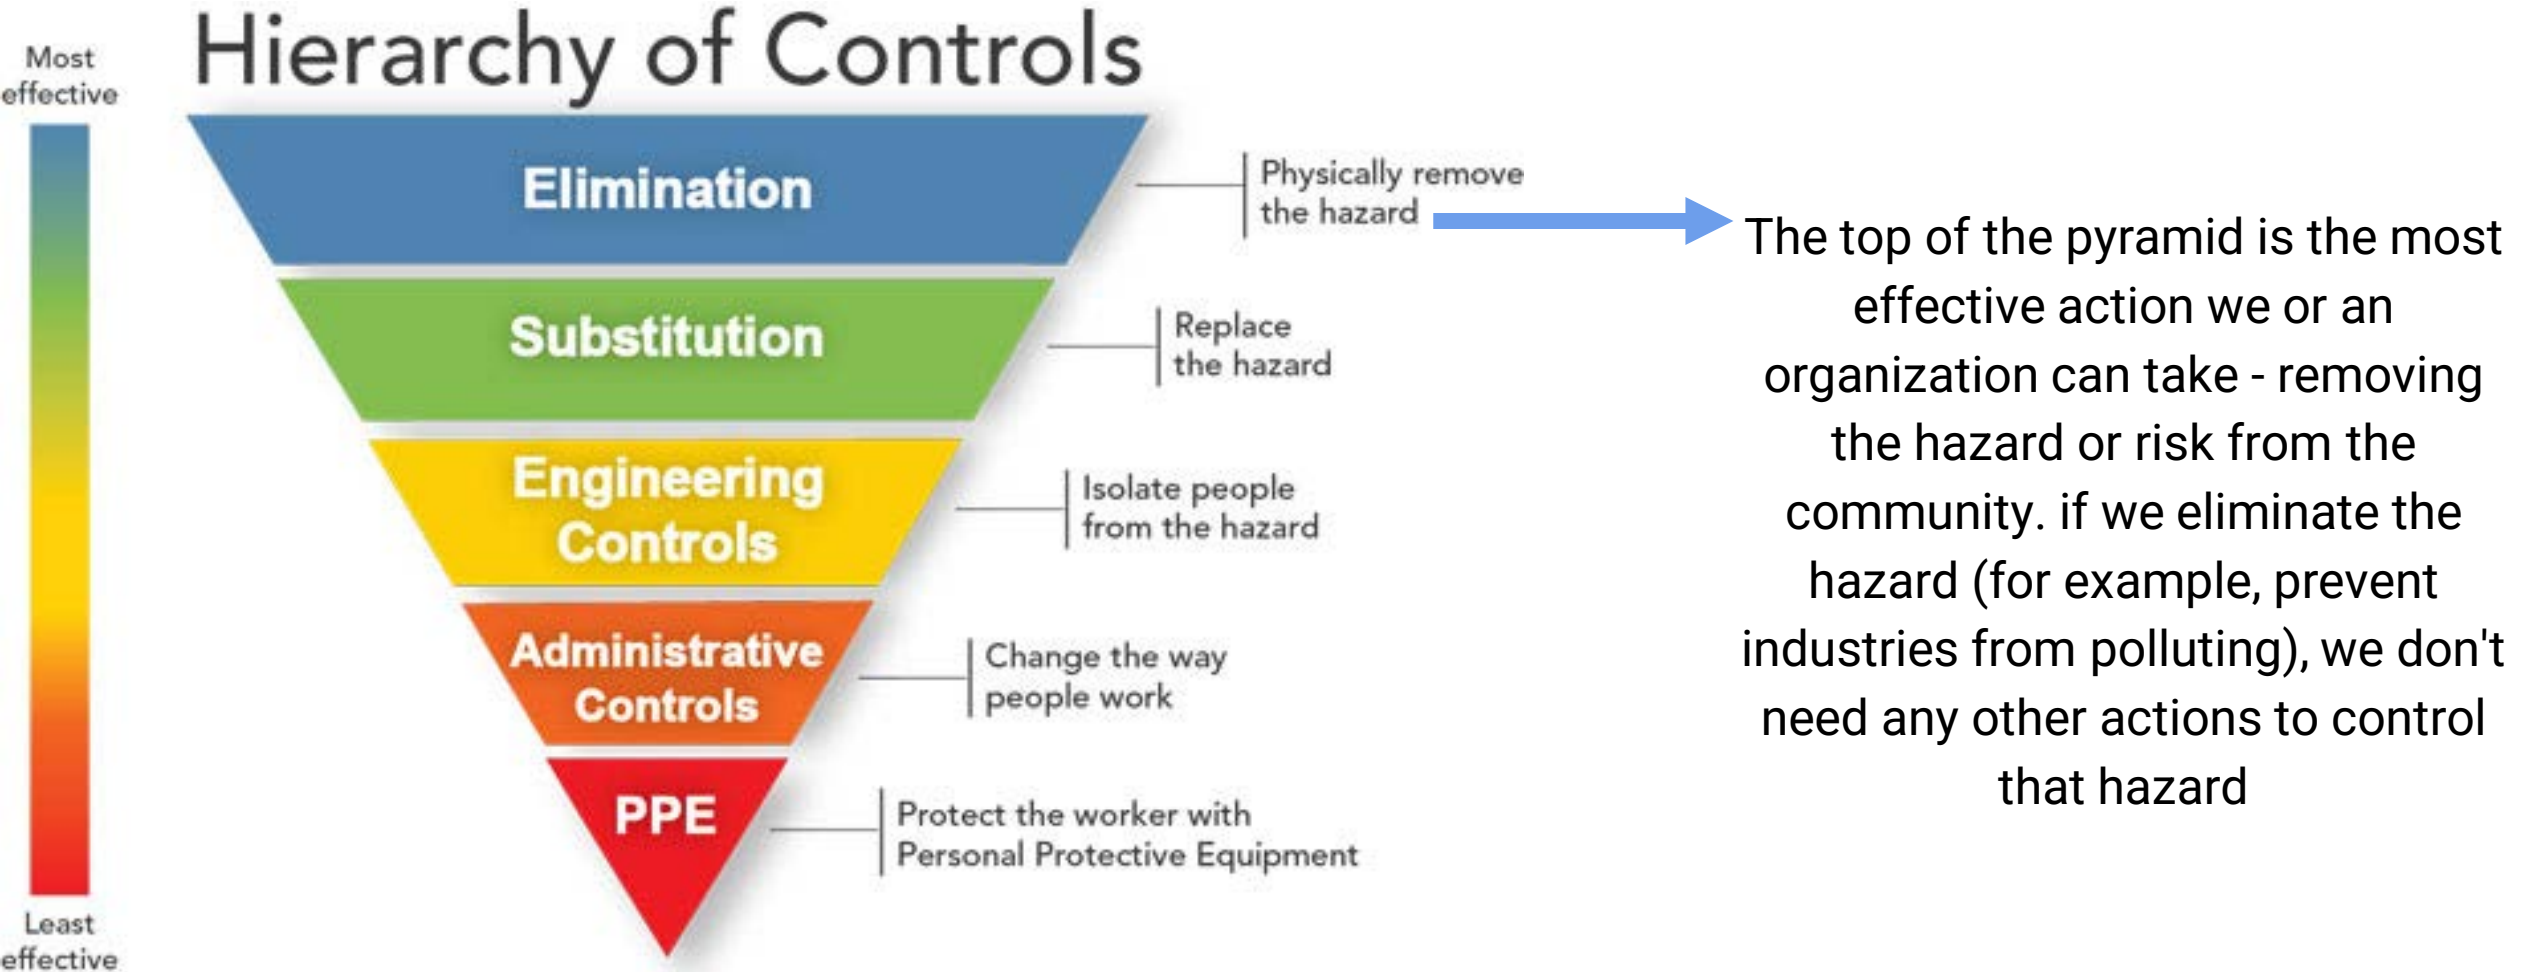 Hierarchy of Controls
Most
effective
Elimination
Physically remove
the hazard
Substitution
Replace
the hazard
Engineering
Controls
Isolate people
from the hazard
Administrative
Controls
Change the way
people work
PPE
Protect the worker with
Personal Protective Equipment
Least
effective
The top of the pyramid is the most
effective action we or an
organization can take - removing
the hazard or risk from the
community. if we eliminate the
hazard (for example, prevent
industries from polluting), we don't
need any other actions to control
that hazard